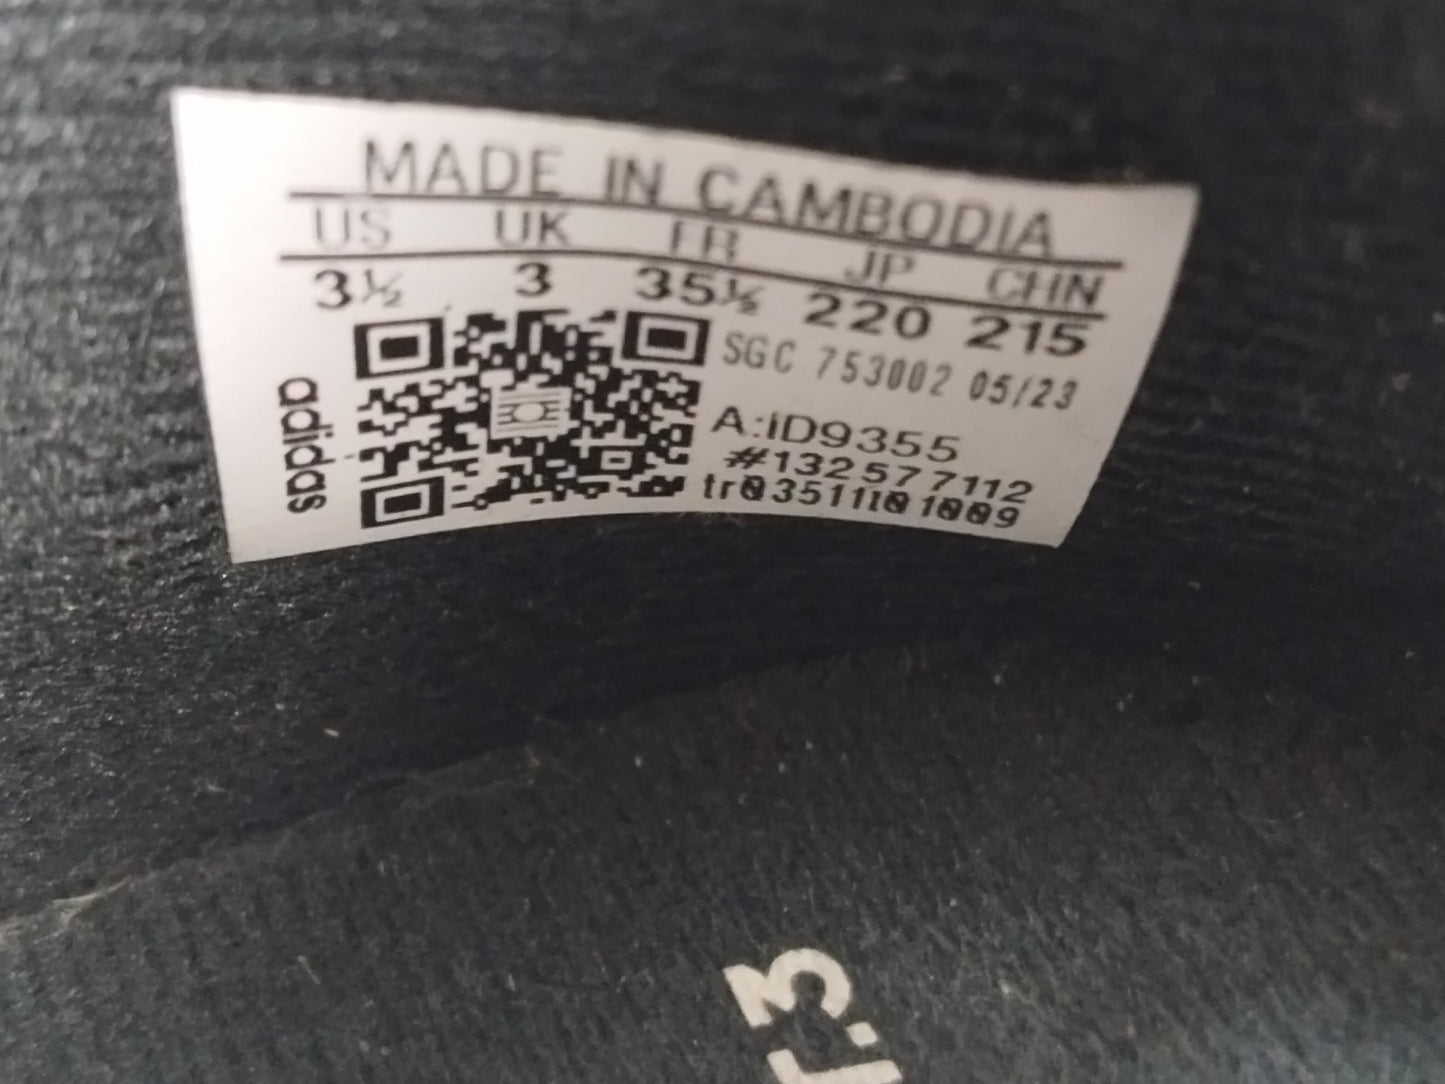 MADE IN CAMBODIA
US UK FR JP CHN
3½ 3 35½ 220 215
SGC 753002 05/23
A:ID9355
#132577112
adidas